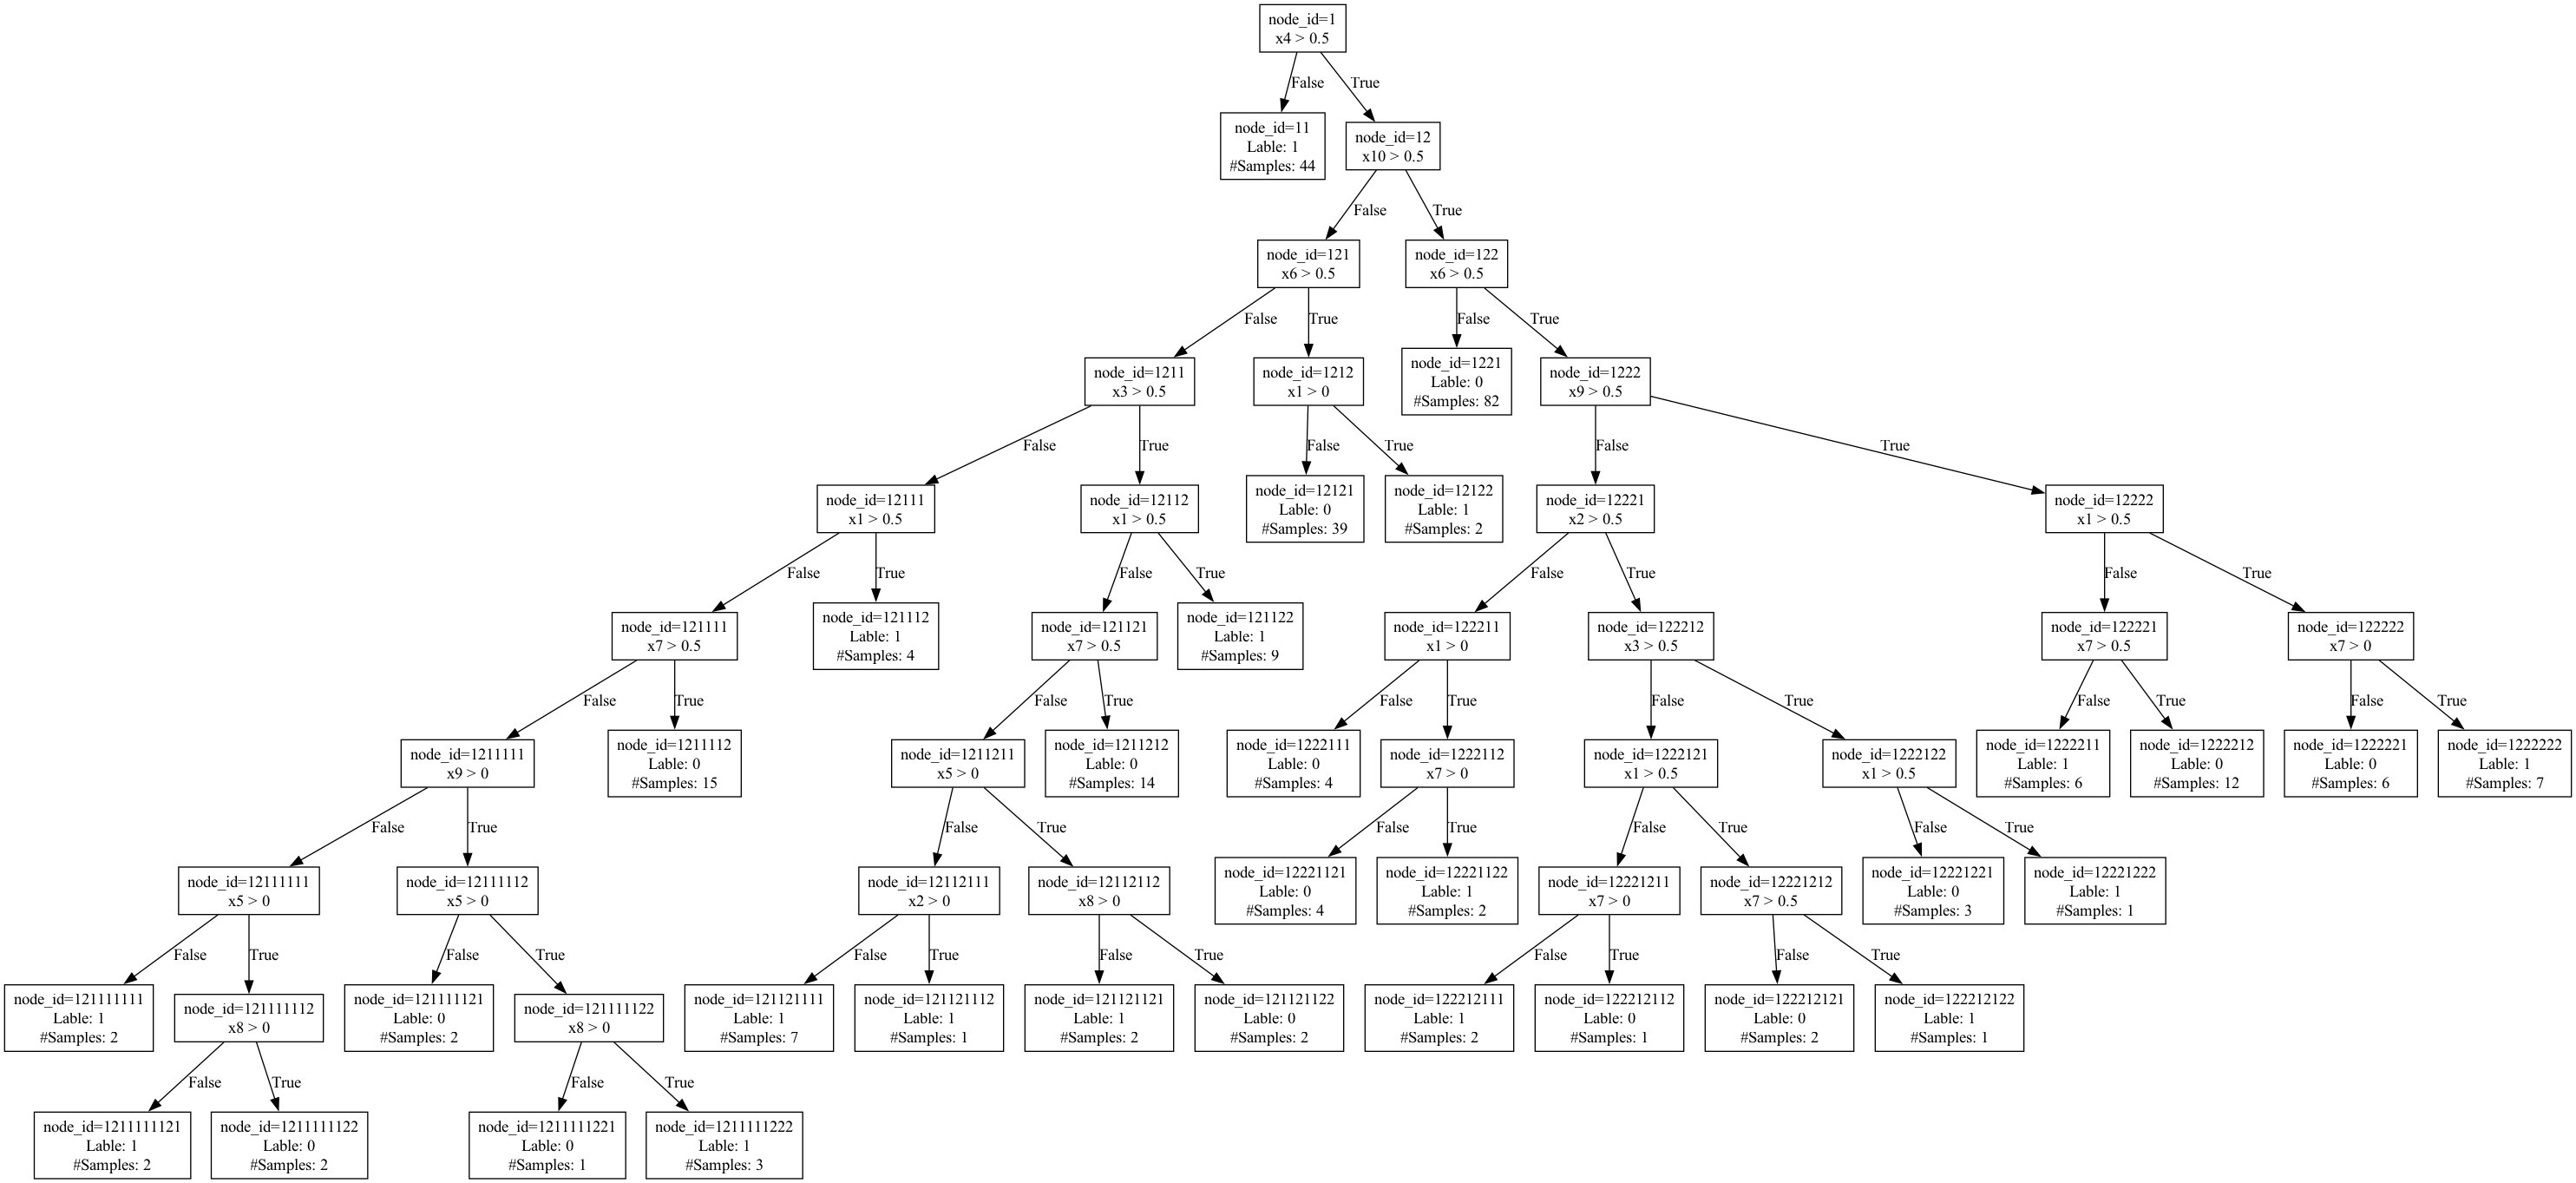 node_id=1
x4 > 0.5
False
True
node_id=11
Lable: 1
#Samples: 44
node_id=12
x10 > 0.5
False
True
node_id=121
x6 > 0.5
node_id=122
x6 > 0.5
False
True
False
True
node_id=1211
x3 > 0.5
node_id=1212
x1 > 0
node_id=1221
Lable: 0
#Samples: 82
node_id=1222
x9 > 0.5
False
True
False
True
False
True
node_id=12111
x1 > 0.5
node_id=12112
x1 > 0.5
node_id=12121
Lable: 0
#Samples: 39
node_id=12122
Lable: 1
#Samples: 2
node_id=12221
x2 > 0.5
node_id=12222
x1 > 0.5
False
True
False
True
False
True
False
True
node_id=121111
x7 > 0.5
node_id=121112
Lable: 1
#Samples: 4
node_id=121121
x7 > 0.5
node_id=121122
Lable: 1
#Samples: 9
node_id=122211
x1 > 0
node_id=122212
x3 > 0.5
node_id=122221
x7 > 0.5
node_id=122222
x7 > 0
False
True
False
True
False
True
False
True
False
True
False
True
node_id=1211111
x9 > 0
node_id=1211112
Lable: 0
#Samples: 15
node_id=1211211
x5 > 0
node_id=1211212
Lable: 0
#Samples: 14
node_id=1222111
Lable: 0
#Samples: 4
node_id=1222112
x7 > 0
node_id=1222121
x1 > 0.5
node_id=1222122
x1 > 0.5
node_id=1222211
Lable: 1
#Samples: 6
node_id=1222212
Lable: 0
#Samples: 12
node_id=1222221
Lable: 0
#Samples: 6
node_id=1222222
Lable: 1
#Samples: 7
False
True
False
True
False
True
False
True
False
True
node_id=12111111
x5 > 0
node_id=12111112
x5 > 0
node_id=12112111
x2 > 0
node_id=12112112
x8 > 0
node_id=12221121
Lable: 0
#Samples: 4
node_id=12221122
Lable: 1
#Samples: 2
node_id=12221211
x7 > 0
node_id=12221212
x7 > 0.5
node_id=12221221
Lable: 0
#Samples: 3
node_id=12221222
Lable: 1
#Samples: 1
False
True
False
True
False
True
False
True
False
True
False
True
node_id=121111111
Lable: 1
#Samples: 2
node_id=121111112
x8 > 0
node_id=121111121
Lable: 0
#Samples: 2
node_id=121111122
x8 > 0
node_id=121121111
Lable: 1
#Samples: 7
node_id=121121112
Lable: 1
#Samples: 1
node_id=121121121
Lable: 1
#Samples: 2
node_id=121121122
Lable: 0
#Samples: 2
node_id=122212111
Lable: 1
#Samples: 2
node_id=122212112
Lable: 0
#Samples: 1
node_id=122212121
Lable: 0
#Samples: 2
node_id=122212122
Lable: 1
#Samples: 1
False
True
False
True
node_id=1211111121
Lable: 1
#Samples: 2
node_id=1211111122
Lable: 0
#Samples: 2
node_id=1211111221
Lable: 0
#Samples: 1
node_id=1211111222
Lable: 1
#Samples: 3